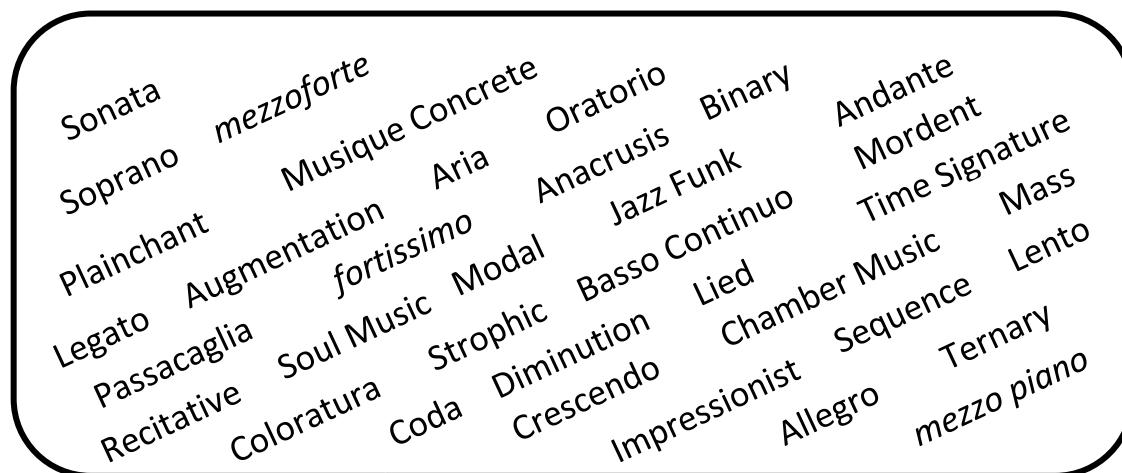 Sonata
mezzoforte
Musique Concrete
Oratorio
Binary
Andante
Soprano
Aria
Anacrusis
Jazz Funk
Mordent
Time Signature
Plainchant
Augmentation
fortissimo
Modal
Basso Continuo
Lied
Chamber Music
Mass
Legato
Passacaglia
Soul Music
Strophic
Diminution
Sequence
Lento
Recitative
Coloratura
Coda
Crescendo
Impressionist
Allegro
Ternary
mezzo piano